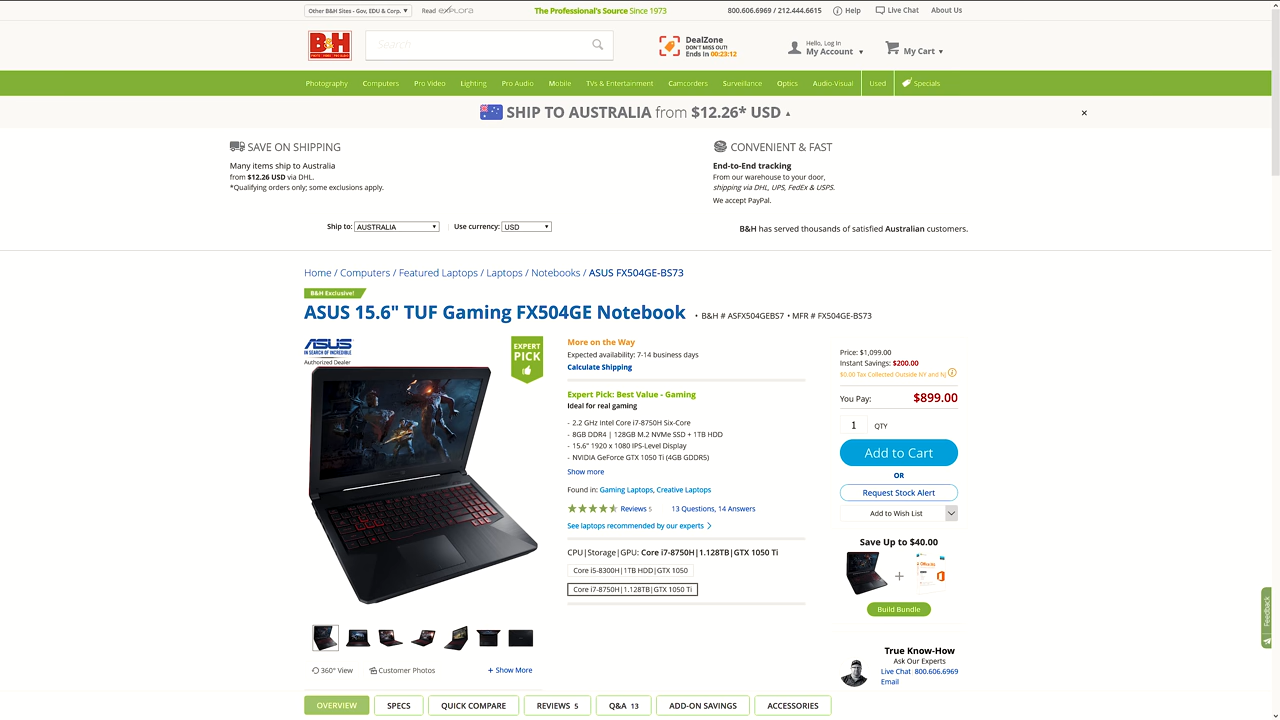 Other B&H Sites - Gov, EDU & Corp. ▼
Read explora
The Professional's Source Since 1973
800.606.6969 / 212.444.6615
Help
Live Chat
About Us
B&H
PHOTO VIDEO PRO AUDIO
Search
DealZone
DON'T MISS OUT!
Ends In 00:23:12
Hello, Log In
My Account ▼
My Cart ▼
Photography Computers Pro Video Lighting Pro Audio Mobile TVs & Entertainment Camcorders Surveillance Optics Audio-Visual Used Specials
SHIP TO AUSTRALIA from $12.26* USD ▲
×
SAVE ON SHIPPING
Many items ship to Australia
from $12.26 USD via DHL.
*Qualifying orders only; some exclusions apply.
CONVENIENT & FAST
End-to-End tracking
From our warehouse to your door,
shipping via DHL, UPS, FedEx & USPS.
We accept PayPal.
Ship to: AUSTRALIA ▼ | Use currency: USD ▼
B&H has served thousands of satisfied Australian customers.
Home / Computers / Featured Laptops / Laptops / Notebooks / ASUS FX504GE-BS73
B&H Exclusive!
ASUS 15.6" TUF Gaming FX504GE Notebook • B&H # ASFX504GEBS7 • MFR # FX504GE-BS73
ASUS
IN SEARCH OF INCREDIBLE
Authorized Dealer
EXPERT
PICK
More on the Way
Expected availability: 7-14 business days
Calculate Shipping
Expert Pick: Best Value - Gaming
Ideal for real gaming
- 2.2 GHz Intel Core i7-8750H Six-Core
- 8GB DDR4 | 128GB M.2 NVMe SSD + 1TB HDD
- 15.6" 1920 x 1080 IPS-Level Display
- NVIDIA GeForce GTX 1050 Ti (4GB GDDR5)
Show more
Found in: Gaming Laptops, Creative Laptops
Reviews 5
13 Questions, 14 Answers
See laptops recommended by our experts
CPU|Storage|GPU: Core i7-8750H|1.128TB|GTX 1050 Ti
Core i5-8300H|1TB HDD|GTX 1050
Core i7-8750H|1.128TB|GTX 1050 Ti
Price: $1,099.00
Instant Savings: $200.00
$0.00 Tax Collected Outside NY and NJ
You Pay: $899.00
1 QTY
Add to Cart
OR
Request Stock Alert
Add to Wish List
Save Up to $40.00
+
Build Bundle
True Know-How
Ask Our Experts
Live Chat 800.606.6969
Email
Feedback
360° View
Customer Photos
+ Show More
OVERVIEW SPECS QUICK COMPARE REVIEWS 5 Q&A 13 ADD-ON SAVINGS ACCESSORIES